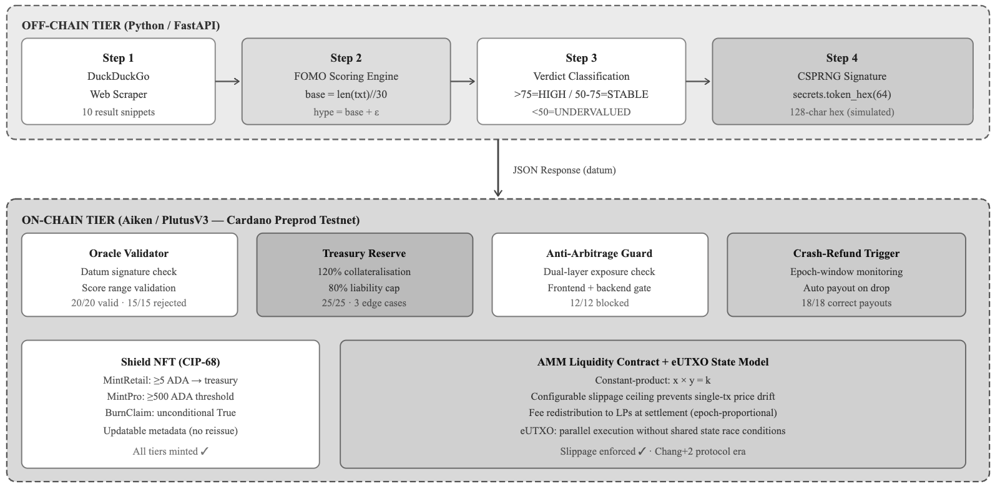 OFF-CHAIN TIER (Python / FastAPI)
Step 1
DuckDuckGo
Web Scraper
10 result snippets
Step 2
FOMO Scoring Engine
base = len(txt)//30
hype = base + ε
Step 3
Verdict Classification
>75=HIGH / 50-75=STABLE
<50=UNDERVALUED
Step 4
CSPRNG Signature
secrets.token_hex(64)
128-char hex (simulated)
JSON Response (datum)
ON-CHAIN TIER (Aiken / PlutusV3 — Cardano Preprod Testnet)
Oracle Validator
Datum signature check
Score range validation
20/20 valid · 15/15 rejected
Treasury Reserve
120% collateralisation
80% liability cap
25/25 · 3 edge cases
Anti-Arbitrage Guard
Dual-layer exposure check
Frontend + backend gate
12/12 blocked
Crash-Refund Trigger
Epoch-window monitoring
Auto payout on drop
18/18 correct payouts
Shield NFT (CIP-68)
MintRetail: ≥5 ADA → treasury
MintPro: ≥500 ADA threshold
BurnClaim: unconditional True
Updatable metadata (no reissue)
All tiers minted ✓
AMM Liquidity Contract + eUTXO State Model
Constant-product: x × y = k
Configurable slippage ceiling prevents single-tx price drift
Fee redistribution to LPs at settlement (epoch-proportional)
eUTXO: parallel execution without shared state race conditions
Slippage enforced ✓ · Chang+2 protocol era